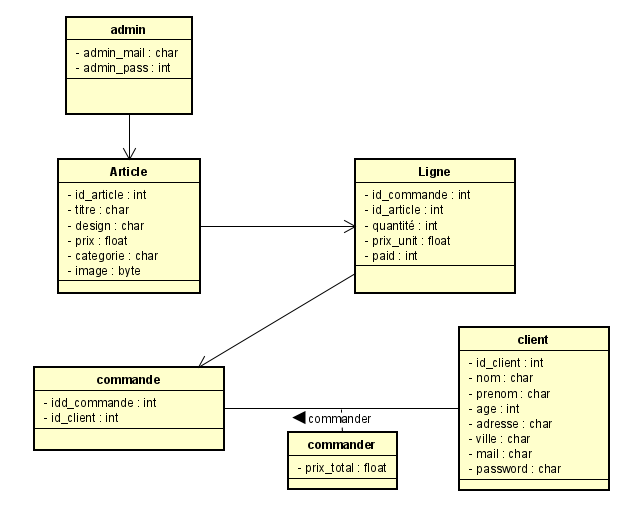 admin
- admin_mail : char
- admin_pass : int
Article
- id_article : int
- titre : char
- design : char
- prix : float
- categorie : char
- image : byte
Ligne
- id_commande : int
- id_article : int
- quantité : int
- prix_unit : float
- paid : int
commande
- idd_commande : int
- id_client : int
commander
commander
- prix_total : float
client
- id_client : int
- nom : char
- prenom : char
- age : int
- adresse : char
- ville : char
- mail : char
- password : char